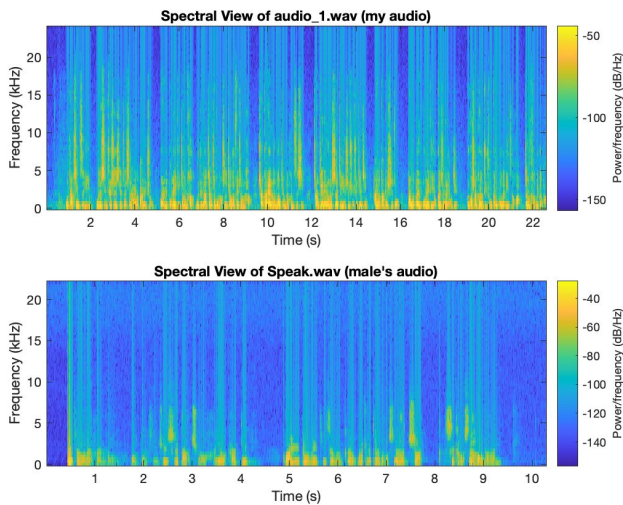 Spectral View of audio_1.wav (my audio)
Frequency (kHz)
20
15
10
5
0
2 4 6 8 10 12 14 16 18 20 22
Time (s)
-50
-100
-150
Power/frequency (dB/Hz)
Spectral View of Speak.wav (male's audio)
Frequency (kHz)
20
15
10
5
0
1 2 3 4 5 6 7 8 9 10
Time (s)
-40
-60
-80
-100
-120
-140
Power/frequency (dB/Hz)